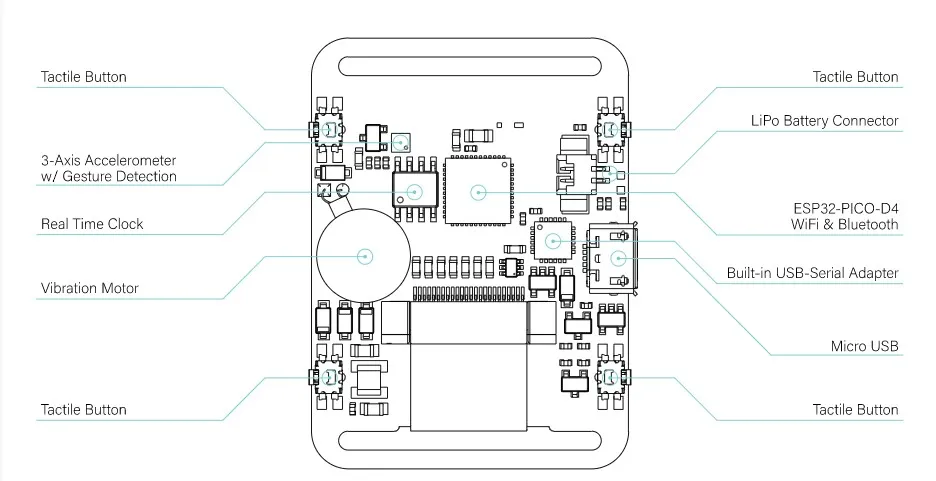 Tactile Button
3-Axis Accelerometer
w/ Gesture Detection
Real Time Clock
Vibration Motor
Tactile Button
Tactile Button
LiPo Battery Connector
ESP32-PICO-D4
WiFi & Bluetooth
Built-in USB-Serial Adapter
Micro USB
Tactile Button